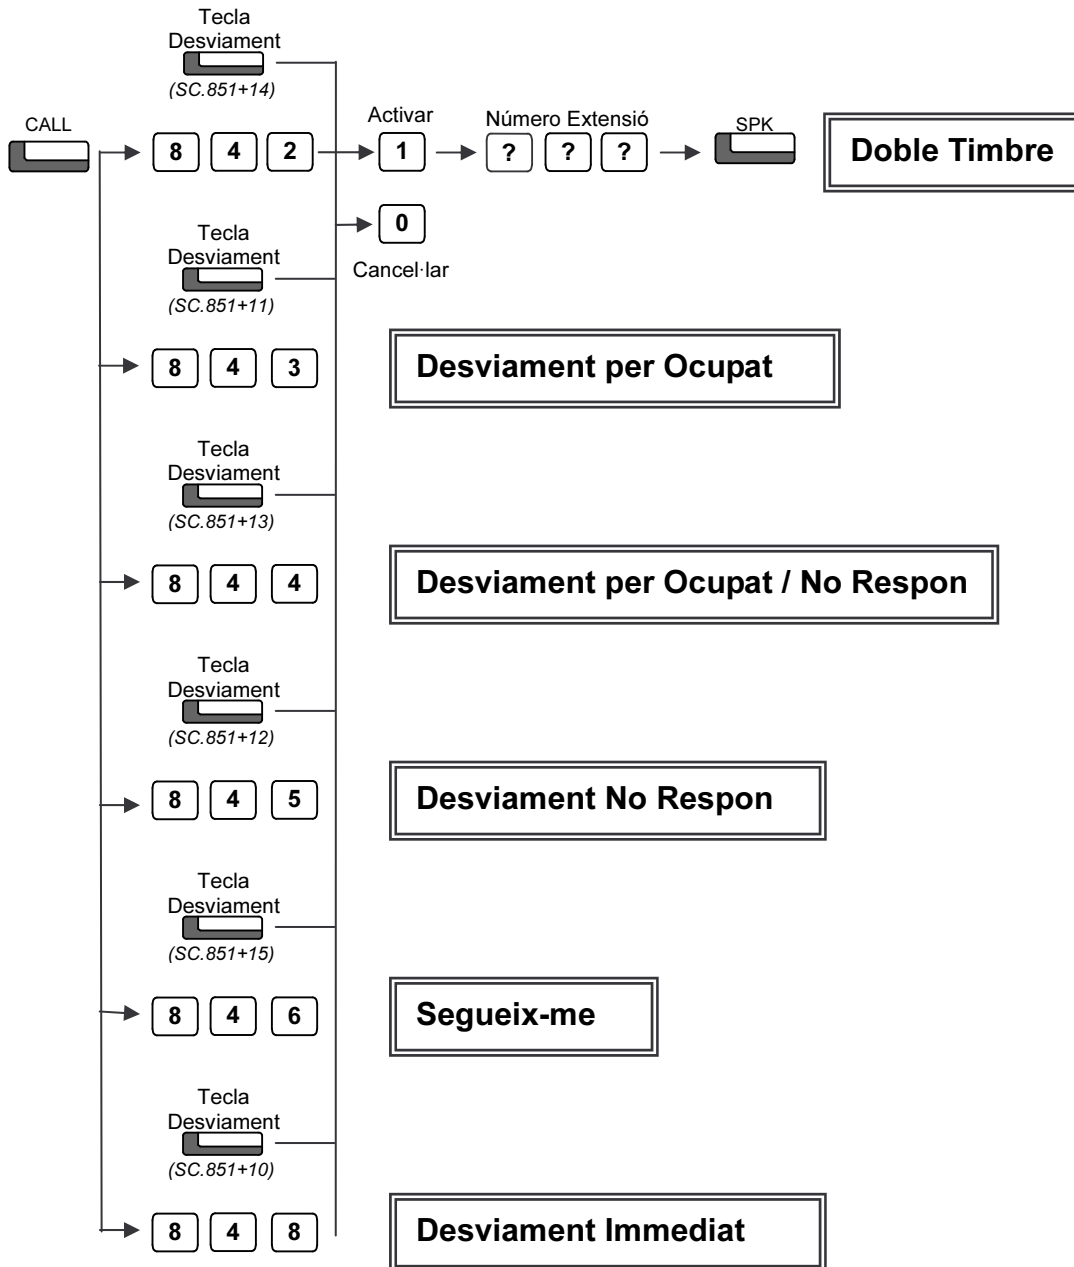 Tecla
Desviament
(SC.851+14)
CALL
8 4 2
Activar
1
Número Extensió
? ? ?
SPK
Doble Timbre
0
Cancel·lar
Tecla
Desviament
(SC.851+11)
8 4 3
Desviament per Ocupat
Tecla
Desviament
(SC.851+13)
8 4 4
Desviament per Ocupat / No Respon
Tecla
Desviament
(SC.851+12)
8 4 5
Desviament No Respon
Tecla
Desviament
(SC.851+15)
8 4 6
Segueix-me
Tecla
Desviament
(SC.851+10)
8 4 8
Desviament Immediat